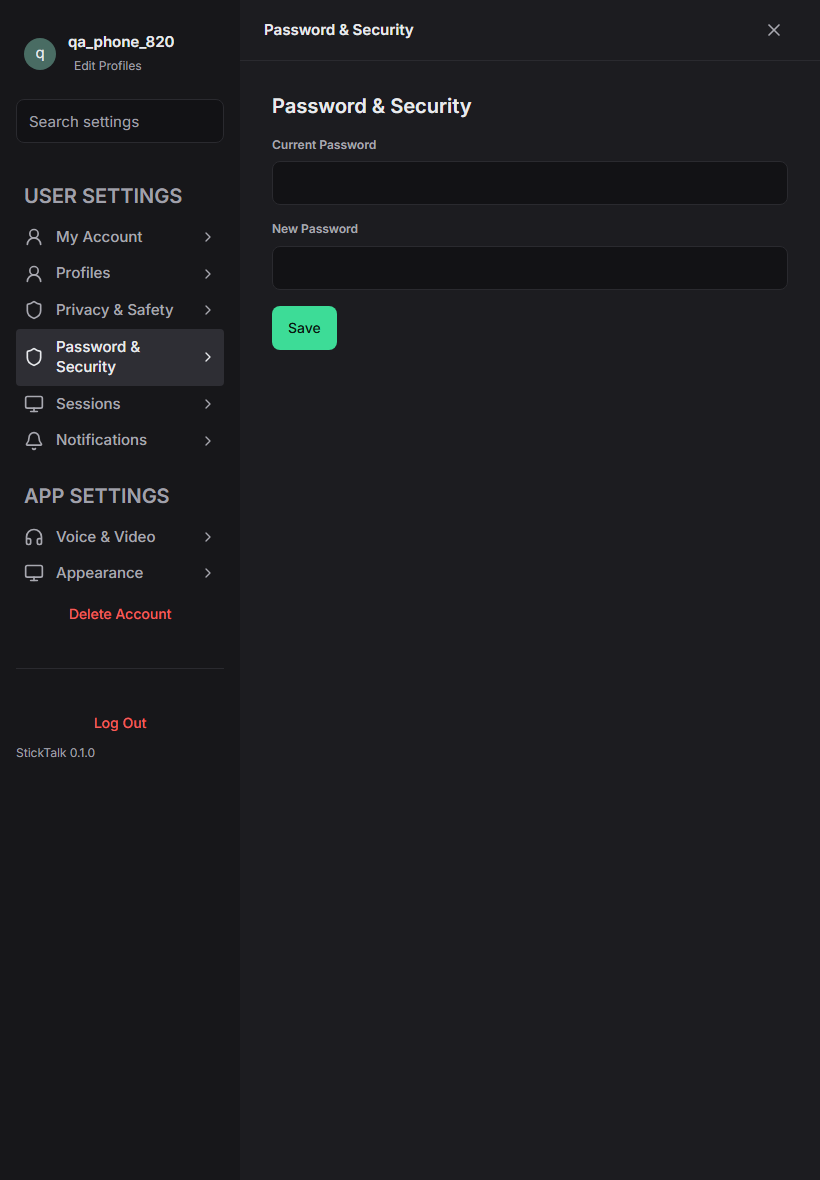 q
qa_phone_820
Edit Profiles
Search settings
USER SETTINGS
My Account
Profiles
Privacy & Safety
Password &
Security
Sessions
Notifications
APP SETTINGS
Voice & Video
Appearance
Delete Account
Log Out
StickTalk 0.1.0
Password & Security
Password & Security
Current Password
New Password
Save